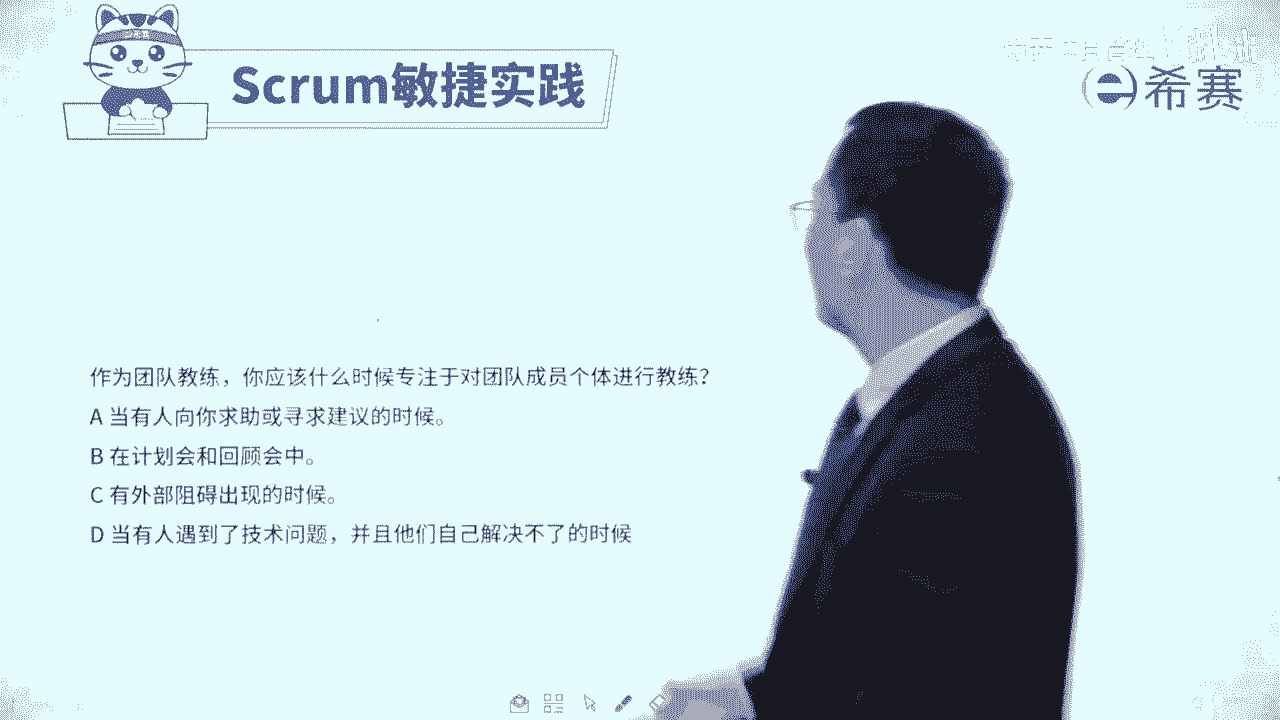 Scrum敏捷实践
希赛
作为团队教练，你应该什么时候专注于对团队成员个体进行教练？
A 当有人向你求助或寻求建议的时候。
B 在计划会和回顾会中。
C 有外部阻碍出现的时候。
D 当有人遇到了技术问题，并且他们自己解决不了的时候